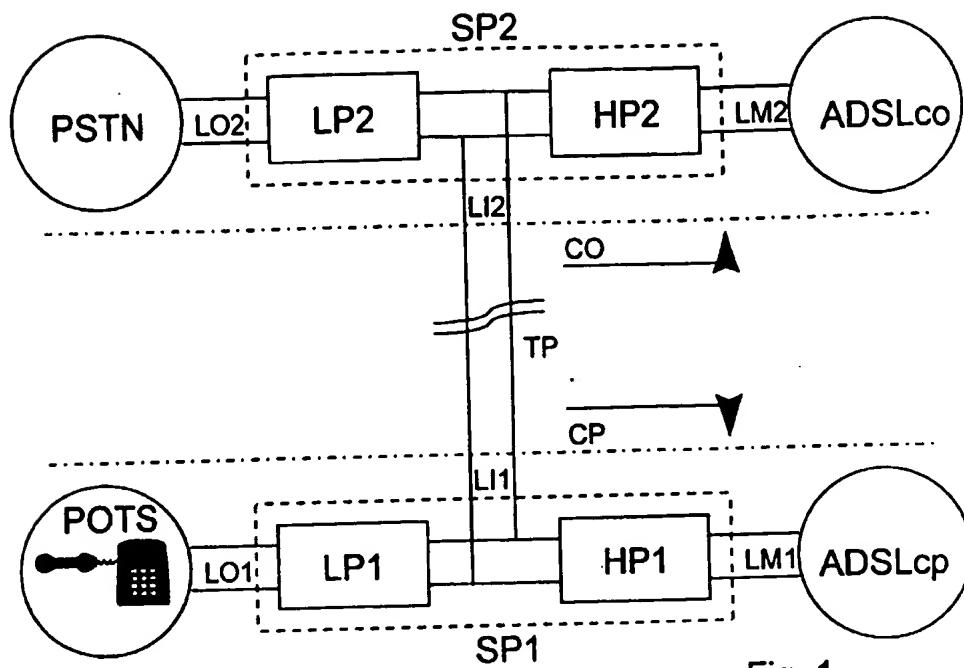 SP2
PSTN
LO2
LP2
HP2
LM2
ADSLco
LI2
CO
TP
CP
LI1
POTS
LO1
LP1
HP1
LM1
ADSLcp
SP1
Fig. 1